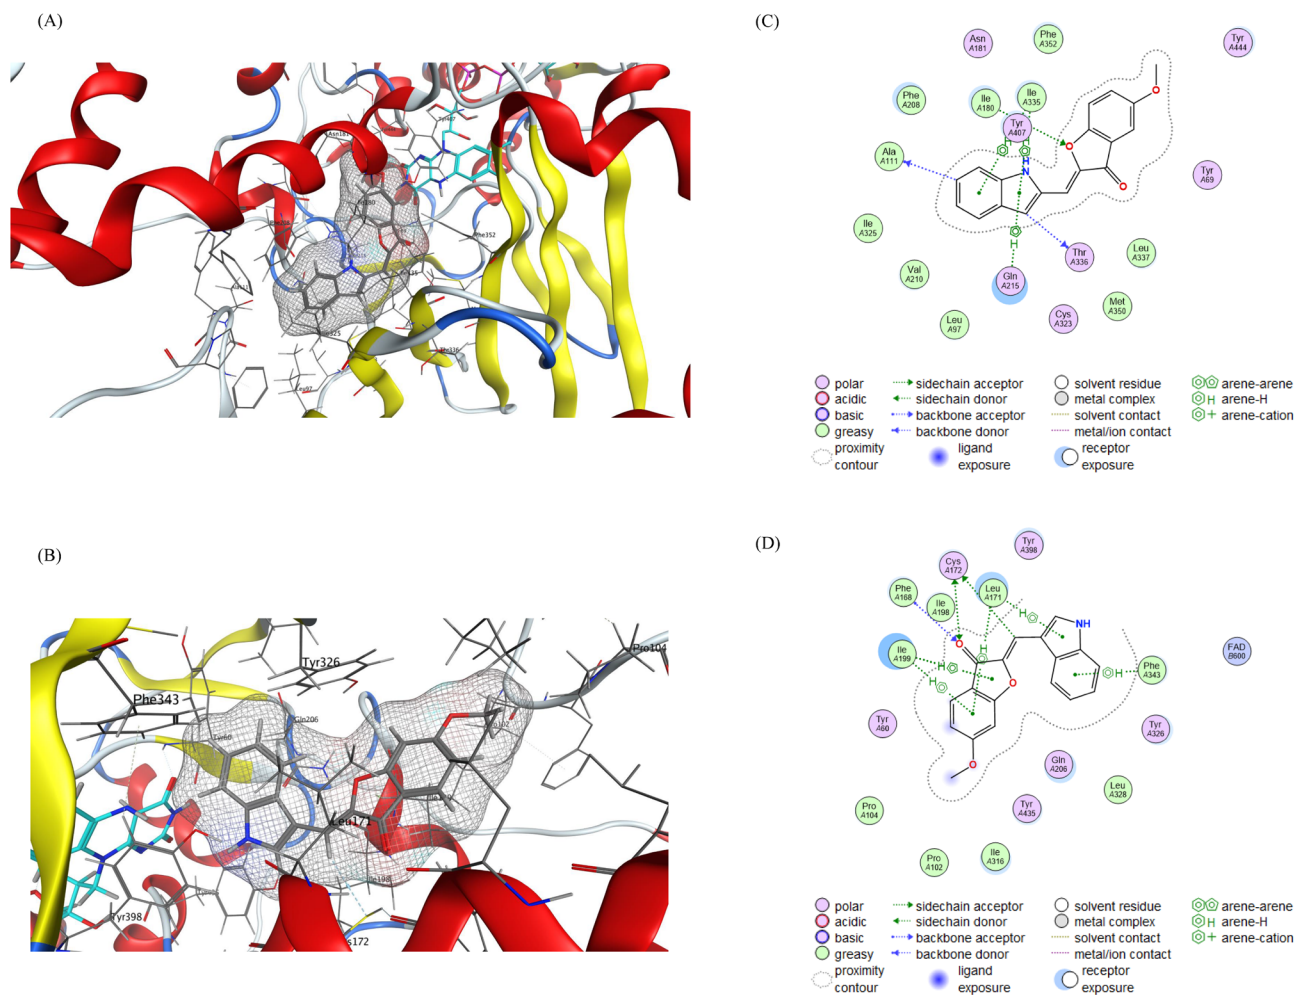 (A)
Asn181
Phe352
Leu97
(C)
Asn
A181
Phe
A352
Tyr
A444
Phe
A208
Ile
A180
Ile
A335
Tyr
A407
H
H
Ala
A111
N
H
O
O
O
Tyr
A69
Ile
A325
H
Thr
A336
Leu
A337
Val
A210
Gln
A215
Met
A350
Leu
A97
Cys
A323
polar
sidechain acceptor
solvent residue
arene-arene
acidic
sidechain donor
metal complex
H arene-H
basic
backbone acceptor
solvent contact
+ arene-cation
greasy
backbone donor
metal/ion contact
proximity
contour
ligand
exposure
receptor
exposure
(B)
Pro104
Tyr326
Phe343
Gln206
Tyr60
Leu171
Tyr398
(D)
Tyr
A398
Cys
A172
Phe
A168
Ile
A198
Leu
A171
H
NH
O
H
Ile
A199
H
H
O
H
Phe
A343
FAD
B600
Tyr
A60
O
Tyr
A326
Gln
A206
Leu
A328
Pro
A104
Tyr
A435
Pro
A102
Ile
A316
polar
sidechain acceptor
solvent residue
arene-arene
acidic
sidechain donor
metal complex
H arene-H
basic
backbone acceptor
solvent contact
+ arene-cation
greasy
backbone donor
metal/ion contact
proximity
contour
ligand
exposure
receptor
exposure